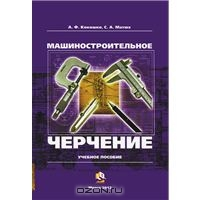 А. Ф. Кокошко, С. А. Матюх
МАШИНОСТРОИТЕЛЬНОЕ
ЧЕРЧЕНИЕ
УЧЕБНОЕ ПОСОБИЕ
ozon.ru